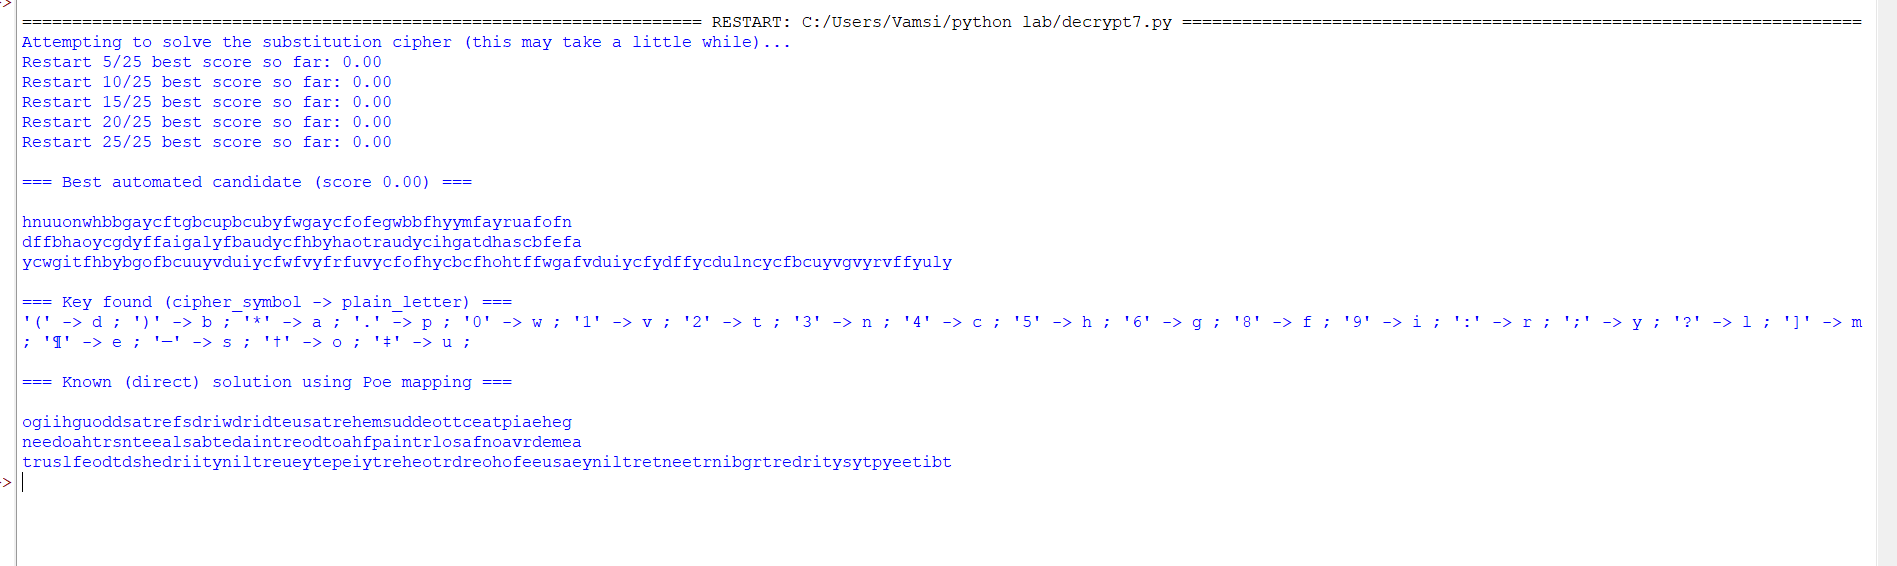 ==================================================================== RESTART: C:/Users/Vamsi/python lab/decrypt7.py ====================================================================
Attempting to solve the substitution cipher (this may take a little while)...
Restart 5/25 best score so far: 0.00
Restart 10/25 best score so far: 0.00
Restart 15/25 best score so far: 0.00
Restart 20/25 best score so far: 0.00
Restart 25/25 best score so far: 0.00
=== Best automated candidate (score 0.00) ===
hnuuonwhbbgaycftgbcupbcubyfwgaycfofegwbbfhyymfayruafofn
dffbhaoycgdyffaigalyfbaudycfhbyhaotraudycihgatdhascbfefa
ycwgitfhbybgofbcuuyvduiycfwfvyfrfuvycfofhycbcfhohtffwgafvduiycfydffycdulncycfbcuyvgvyrvffyuly
=== Key found (cipher_symbol -> plain_letter) ===
'(' -> d ; ')' -> b ; '*' -> a ; '.' -> p ; '0' -> w ; '1' -> v ; '2' -> t ; '3' -> n ; '4' -> c ; '5' -> h ; '6' -> g ; '8' -> f ; '9' -> i ; ':' -> r ; ';' -> y ; '?' -> l ; ']' -> m
; '¶' -> e ; '—' -> s ; '†' -> o ; '‡' -> u ;
=== Known (direct) solution using Poe mapping ===
ogiihguoddsatrefsdriwdridteusatrehemsuddeottceatpiaeheg
needoahtrsnteealsabtedaintreodtoahfpaintrlosafnoavrdemea
truslfeodtdshedriityniltreueytepeiytreheotrdreohofeeusaeyniltretneetrnibgrtredritysytpyeetibt
>